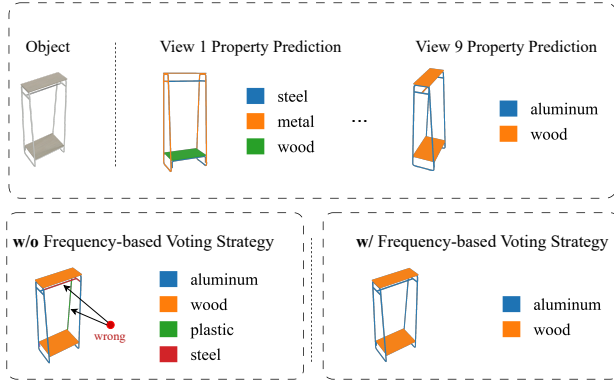 Object
View 1 Property Prediction
View 9 Property Prediction
steel
metal
wood
...
aluminum
wood
w/o Frequency-based Voting Strategy
aluminum
wood
plastic
steel
wrong
w/ Frequency-based Voting Strategy
aluminum
wood